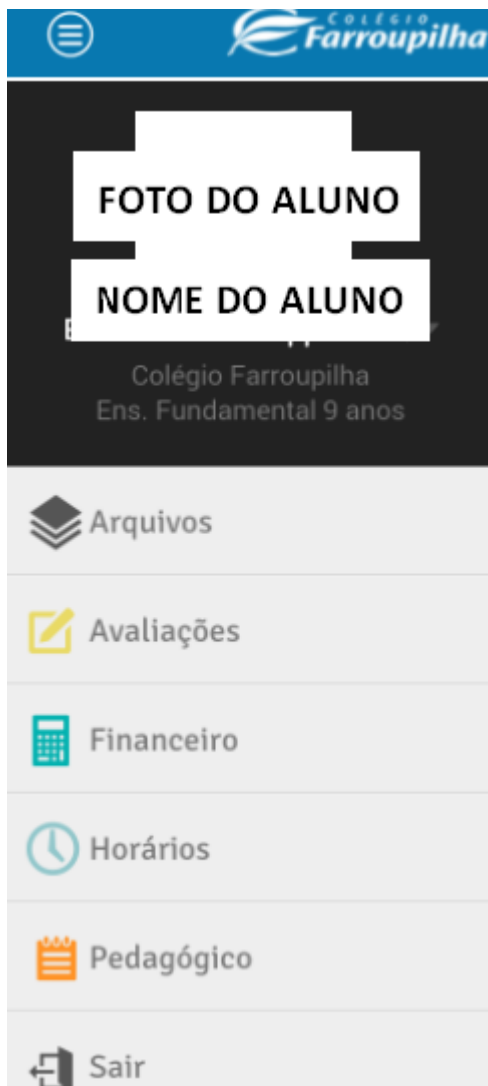 COLÉGIO
Farroupilha
FOTO DO ALUNO
NOME DO ALUNO
Colégio Farroupilha
Ens. Fundamental 9 anos
Arquivos
Avaliações
Financeiro
Horários
Pedagógico
Sair